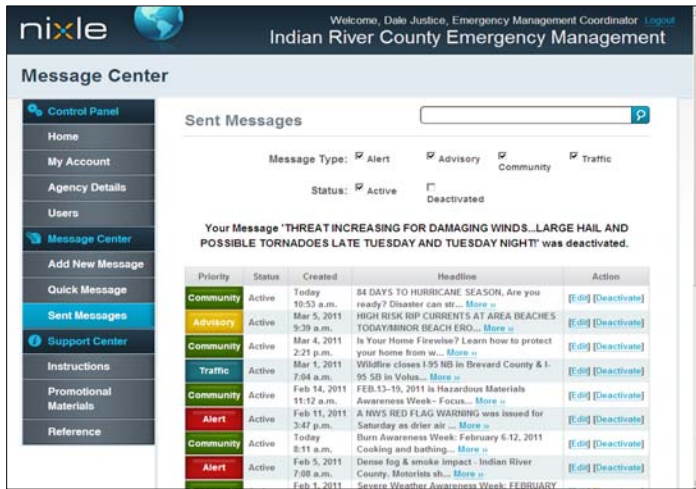 nixle
Welcome, Dale Justice, Emergency Management Coordinator Logout
Indian River County Emergency Management
Message Center
Control Panel
Home
My Account
Agency Details
Users
Message Center
Add New Message
Quick Message
Sent Messages
Support Center
Instructions
Promotional
Materials
Reference
Sent Messages
Message Type: Alert Advisory Community Traffic
Status: Active Deactivated
Your Message 'THREAT INCREASING FOR DAMAGING WINDS...LARGE HAIL AND
POSSIBLE TORNADOES LATE TUESDAY AND TUESDAY NIGHT!' was deactivated.
Priority Status Created Headline Action
Community Active Today 84 DAYS TO HURRICANE SEASON, Are you [Edit] [Deactivate]
10:53 a.m. ready? Disaster can str... More »
Advisory Active Mar 5, 2011 HIGH RISK RIP CURRENTS AT AREA BEACHES [Edit] [Deactivate]
9:39 a.m. TODAY/MINOR BEACH ERO... More »
Community Active Mar 4, 2011 Is Your Home Firewise? Learn how to protect [Edit] [Deactivate]
2:21 p.m. your home from w... More »
Traffic Active Mar 1, 2011 Wildfire closes I-95 NB in Brevard County & I- [Edit] [Deactivate]
7:04 a.m. 95 SB in Volus... More »
Community Active Feb 14, 2011 FEB.13-19, 2011 is Hazardous Materials [Edit] [Deactivate]
11:12 a.m. Awareness Week- Focus... More »
Alert Active Feb 11, 2011 A NWS RED FLAG WARNING was issued for [Edit] [Deactivate]
3:47 p.m. Saturday as drier air ... More »
Community Active Today Burn Awareness Week: February 6-12, 2011 [Edit] [Deactivate]
8:11 a.m. Cooking and bathing... More »
Alert Active Feb 5, 2011 Dense fog & smoke impact - Indian River [Edit] [Deactivate]
7:08 a.m. County. Motorists sh... More »
Feb 1, 2011 Severe Weather Awareness Week: FEBRUARY